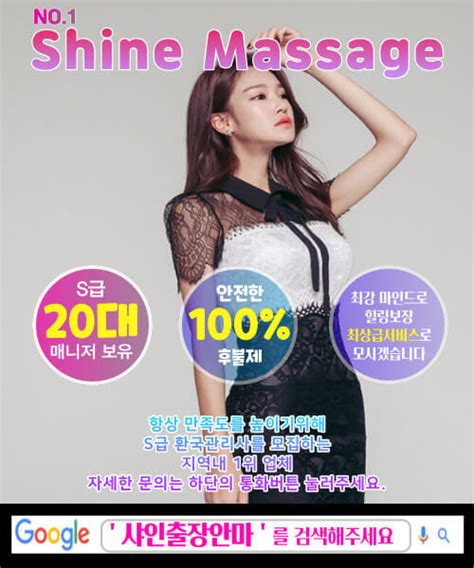 NO.1
Shine Massage
S급
20대
매니저 보유
안전한
100%
후불제
최강 마인드로
힐링보장
최상급서비스로
모시겠습니다
항상 만족도를 높이기위해
S급 환국관리사를 모집하는
지역내 1위 업체
자세한 문의는 하단의 통화버튼 눌러주세요.
Google ' 샤인출장안마 ' 를 검색해주세요